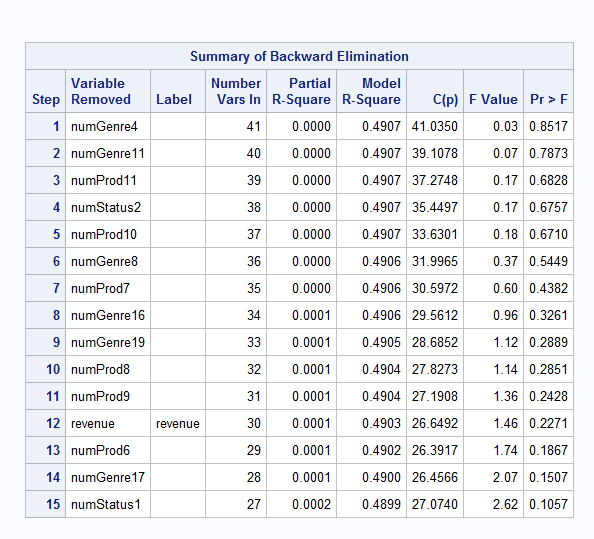 Summary of Backward Elimination
Step Variable Removed Label Number Vars In Partial R-Square Model R-Square C(p) F Value Pr > F
1 numGenre4 41 0.0000 0.4907 41.0350 0.03 0.8517
2 numGenre11 40 0.0000 0.4907 39.1078 0.07 0.7873
3 numProd11 39 0.0000 0.4907 37.2748 0.17 0.6828
4 numStatus2 38 0.0000 0.4907 35.4497 0.17 0.6757
5 numProd10 37 0.0000 0.4907 33.6301 0.18 0.6710
6 numGenre8 36 0.0000 0.4906 31.9965 0.37 0.5449
7 numProd7 35 0.0000 0.4906 30.5972 0.60 0.4382
8 numGenre16 34 0.0001 0.4906 29.5612 0.96 0.3261
9 numGenre19 33 0.0001 0.4905 28.6852 1.12 0.2889
10 numProd8 32 0.0001 0.4904 27.8273 1.14 0.2851
11 numProd9 31 0.0001 0.4904 27.1908 1.36 0.2428
12 revenue revenue 30 0.0001 0.4903 26.6492 1.46 0.2271
13 numProd6 29 0.0001 0.4902 26.3917 1.74 0.1867
14 numGenre17 28 0.0001 0.4900 26.4566 2.07 0.1507
15 numStatus1 27 0.0002 0.4899 27.0740 2.62 0.1057